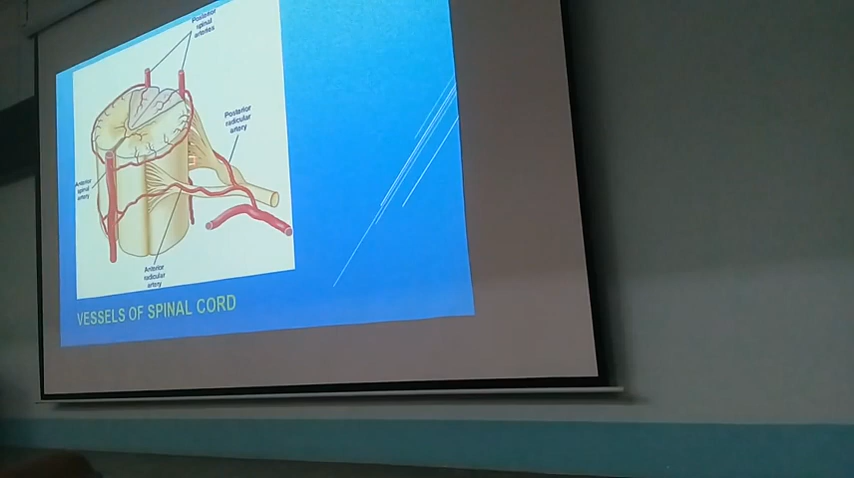 Posterior
spinal
arteries
Posterior
radicular
artery
Anterior
spinal
artery
Anterior
radicular
artery
VESSELS OF SPINAL CORD